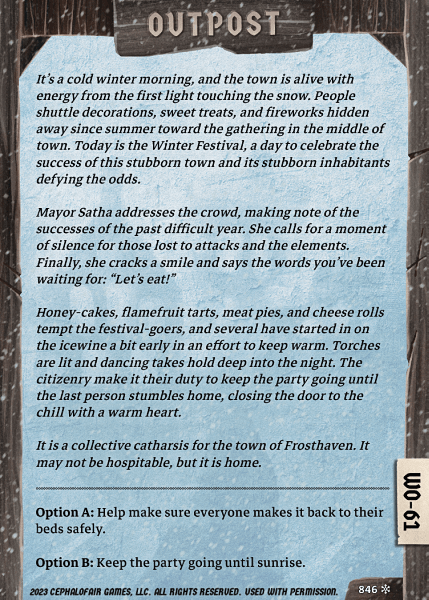 OUTPOST
It's a cold winter morning, and the town is alive with
energy from the first light touching the snow. People
shuttle decorations, sweet treats, and fireworks hidden
away since summer toward the gathering in the middle of
town. Today is the Winter Festival, a day to celebrate the
success of this stubborn town and its stubborn inhabitants
defying the odds.
Mayor Satha addresses the crowd, making note of the
successes of the past difficult year. She calls for a moment
of silence for those lost to attacks and the elements.
Finally, she cracks a smile and says the words you've been
waiting for: “Let's eat!”
Honey-cakes, flamefruit tarts, meat pies, and cheese rolls
tempt the festival-goers, and several have started in on
the icewine a bit early in an effort to keep warm. Torches
are lit and dancing takes hold deep into the night. The
citizenry make it their duty to keep the party going until
the last person stumbles home, closing the door to the
chill with a warm heart.
It is a collective catharsis for the town of Frosthaven. It
may not be hospitable, but it is home.
Option A: Help make sure everyone makes it back to their
beds safely.
Option B: Keep the party going until sunrise.
WO-61
2023 CEPHALOFAIR GAMES, LLC. ALL RIGHTS RESERVED. USED WITH PERMISSION.
846